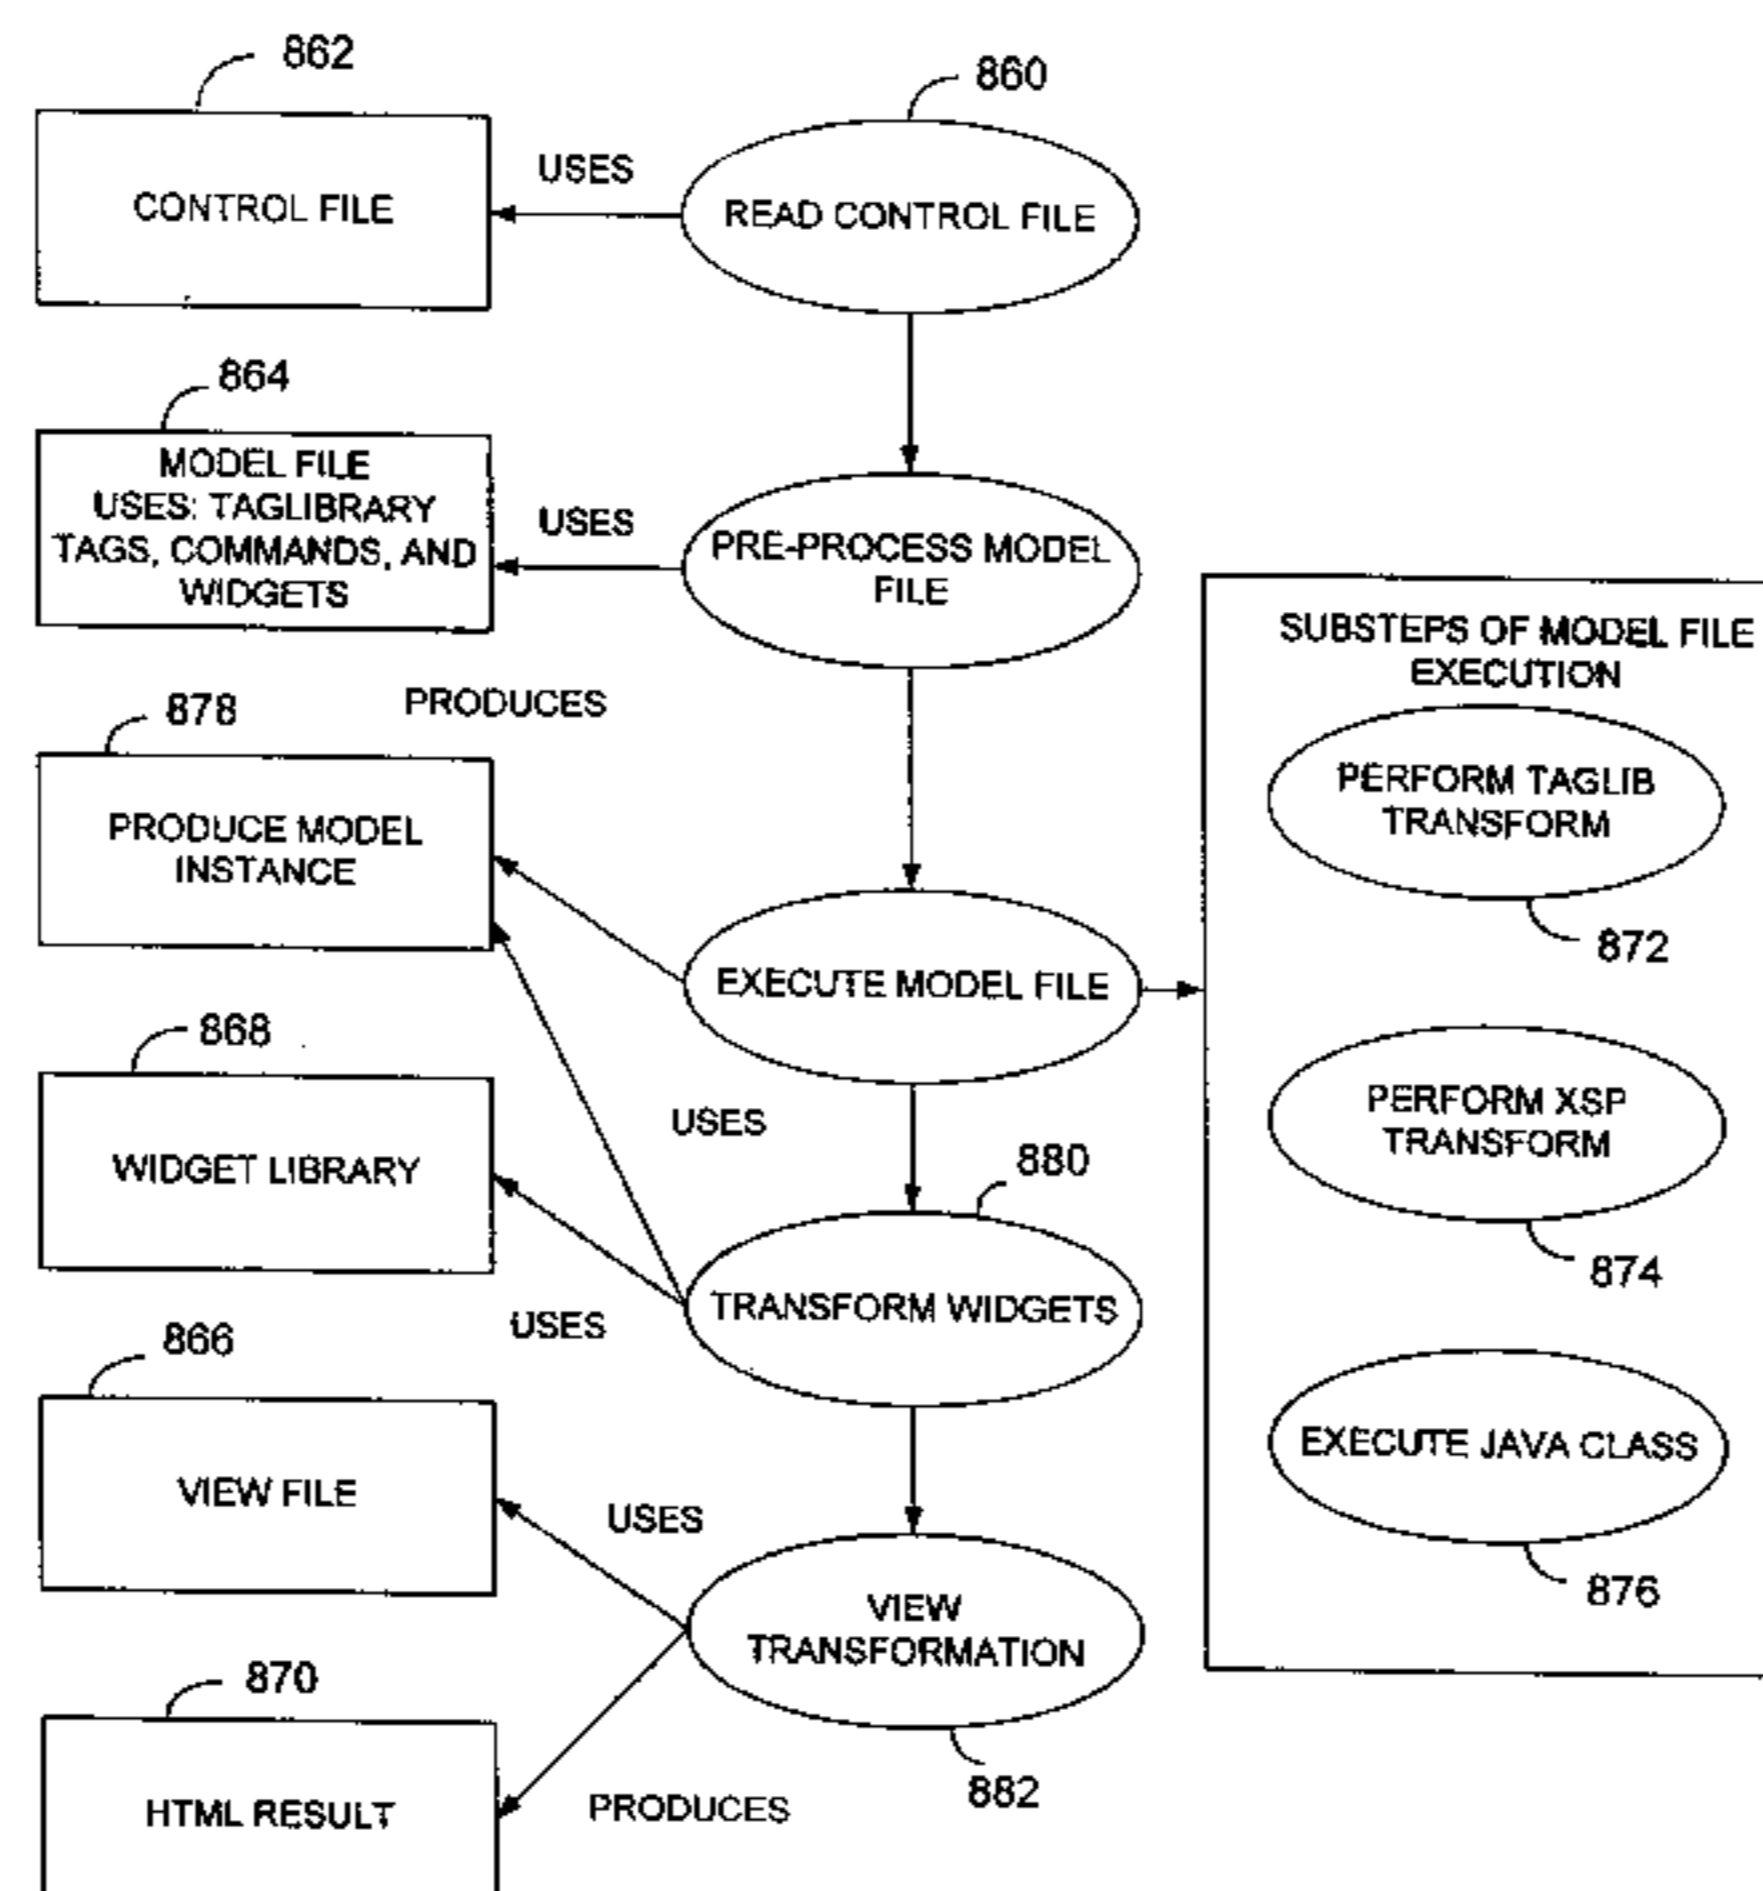 862
860
CONTROL FILE
USES
READ CONTROL FILE
864
MODEL FILE
USES: TAGLIBRARY
TAGS, COMMANDS, AND
WIDGETS
USES
PRE-PROCESS MODEL
FILE
SUBSTEPS OF MODEL FILE
EXECUTION
PERFORM TAGLIB
TRANSFORM
872
PERFORM XSP
TRANSFORM
874
EXECUTE JAVA CLASS
876
878
PRODUCES
PRODUCE MODEL
INSTANCE
EXECUTE MODEL FILE
868
WIDGET LIBRARY
USES
880
TRANSFORM WIDGETS
USES
866
VIEW FILE
USES
VIEW
TRANSFORMATION
882
870
HTML RESULT
PRODUCES